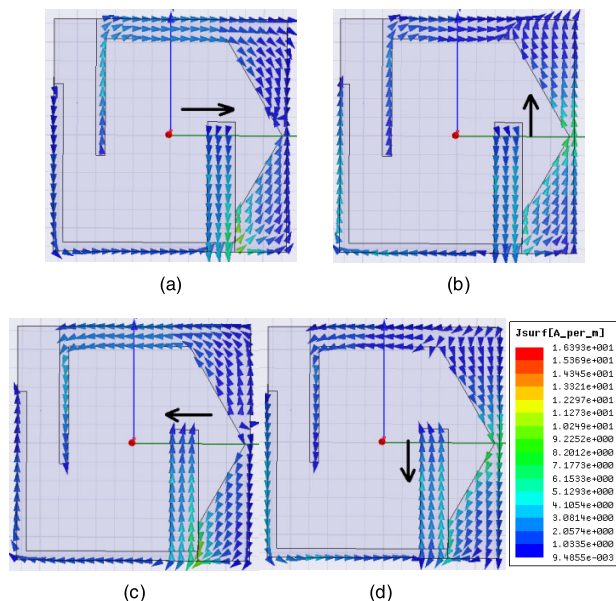 (a)
(b)
Jsurf[A_per_m]
1.6393e+001
1.5369e+001
1.4345e+001
1.3321e+001
1.2297e+001
1.1273e+001
1.0249e+001
9.2252e+000
8.2012e+000
7.1773e+000
6.1533e+000
5.1293e+000
4.1054e+000
3.0814e+000
2.0574e+000
1.0335e+000
9.4855e-003
(c)
(d)